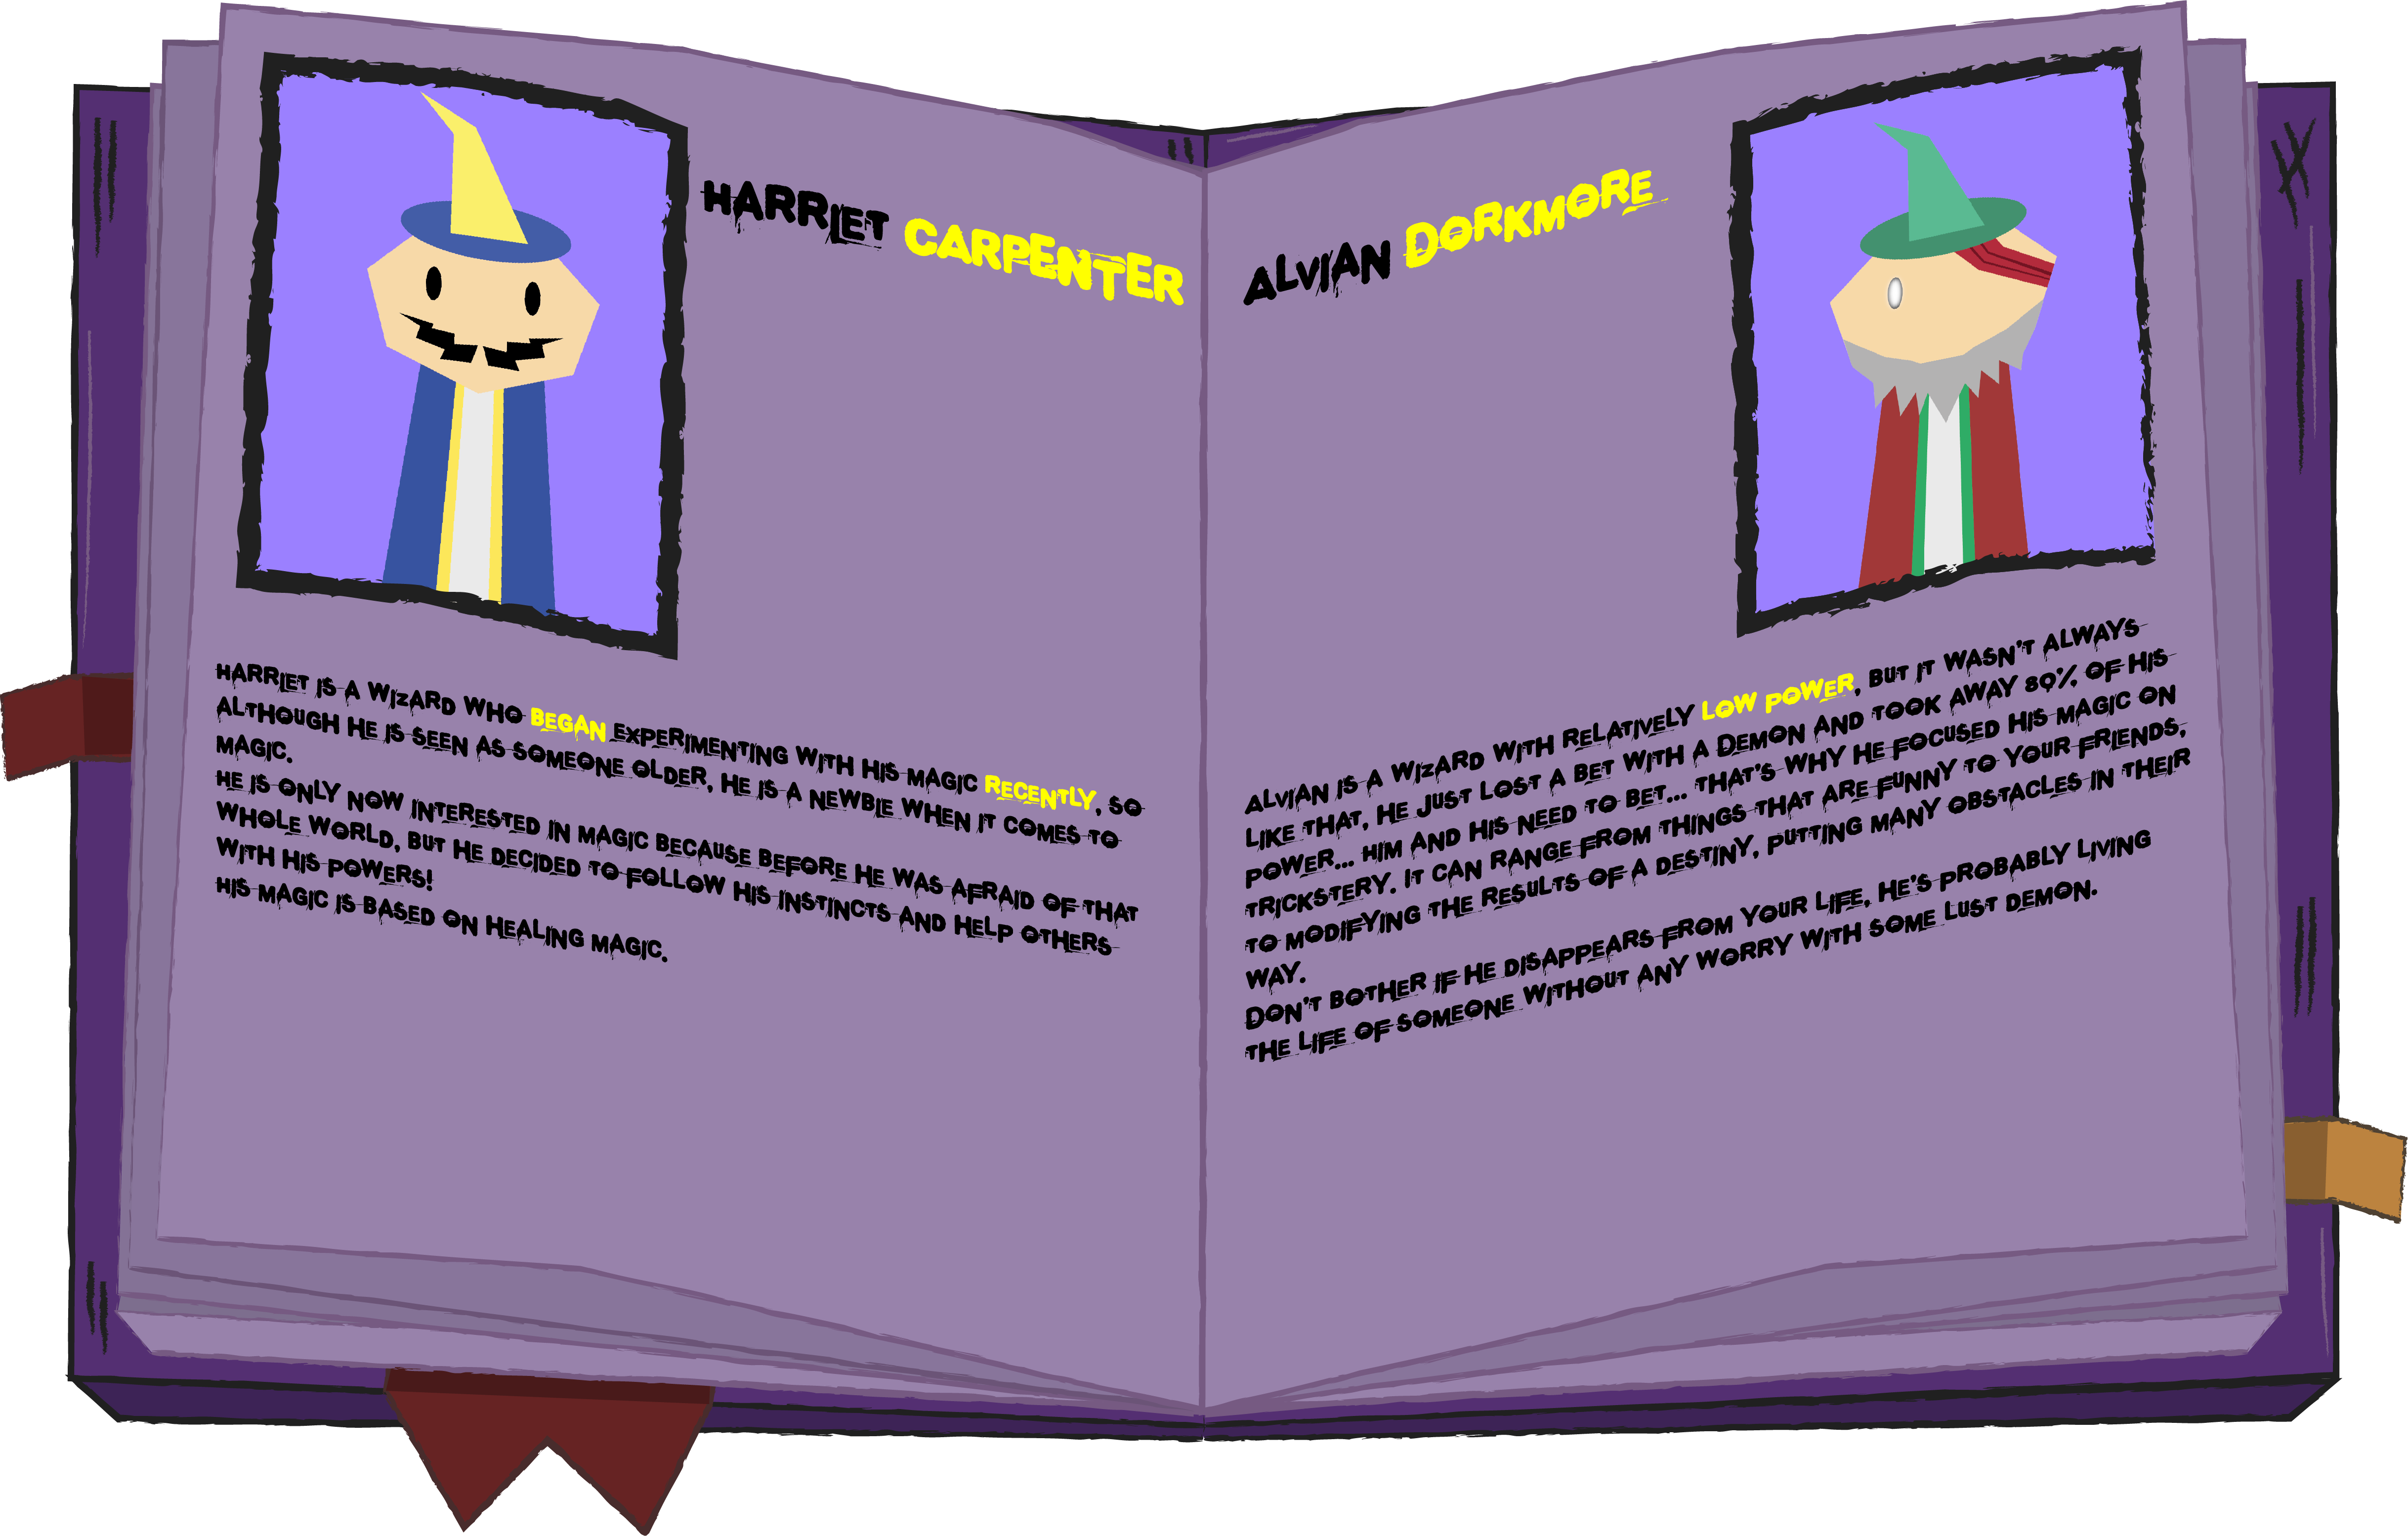 HARRIET CARPENTER
HARRIET IS A WIZARD WHO BEGAN EXPERIMENTING WITH HIS MAGIC RECENTLY, SO
ALTHOUGH HE IS SEEN AS SOMEONE OLDER, HE IS A NEWBIE WHEN IT COMES TO
MAGIC.
HE IS ONLY NOW INTERESTED IN MAGIC BECAUSE BEFORE HE WAS AFRAID OF THAT
WHOLE WORLD, BUT HE DECIDED TO FOLLOW HIS INSTINCTS AND HELP OTHERS
WITH HIS POWERS!
HIS MAGIC IS BASED ON HEALING MAGIC.
ALVIAN DORKMORE
ALVIAN IS A WIZARD WITH RELATIVELY LOW POWER, BUT IT WASN'T ALWAYS
LIKE THAT, HE JUST LOST A BET WITH A DEMON AND TOOK AWAY 80% OF HIS
POWER... HIM AND HIS NEED TO BET... THAT'S WHY HE FOCUSED HIS MAGIC ON
TRICKSTERY. IT CAN RANGE FROM THINGS THAT ARE FUNNY TO YOUR FRIENDS,
TO MODIFYING THE RESULTS OF A DESTINY, PUTTING MANY OBSTACLES IN THEIR
WAY.
DON'T BOTHER IF HE DISAPPEARS FROM YOUR LIFE, HE'S PROBABLY LIVING
THE LIFE OF SOMEONE WITHOUT ANY WORRY WITH SOME LUST DEMON.